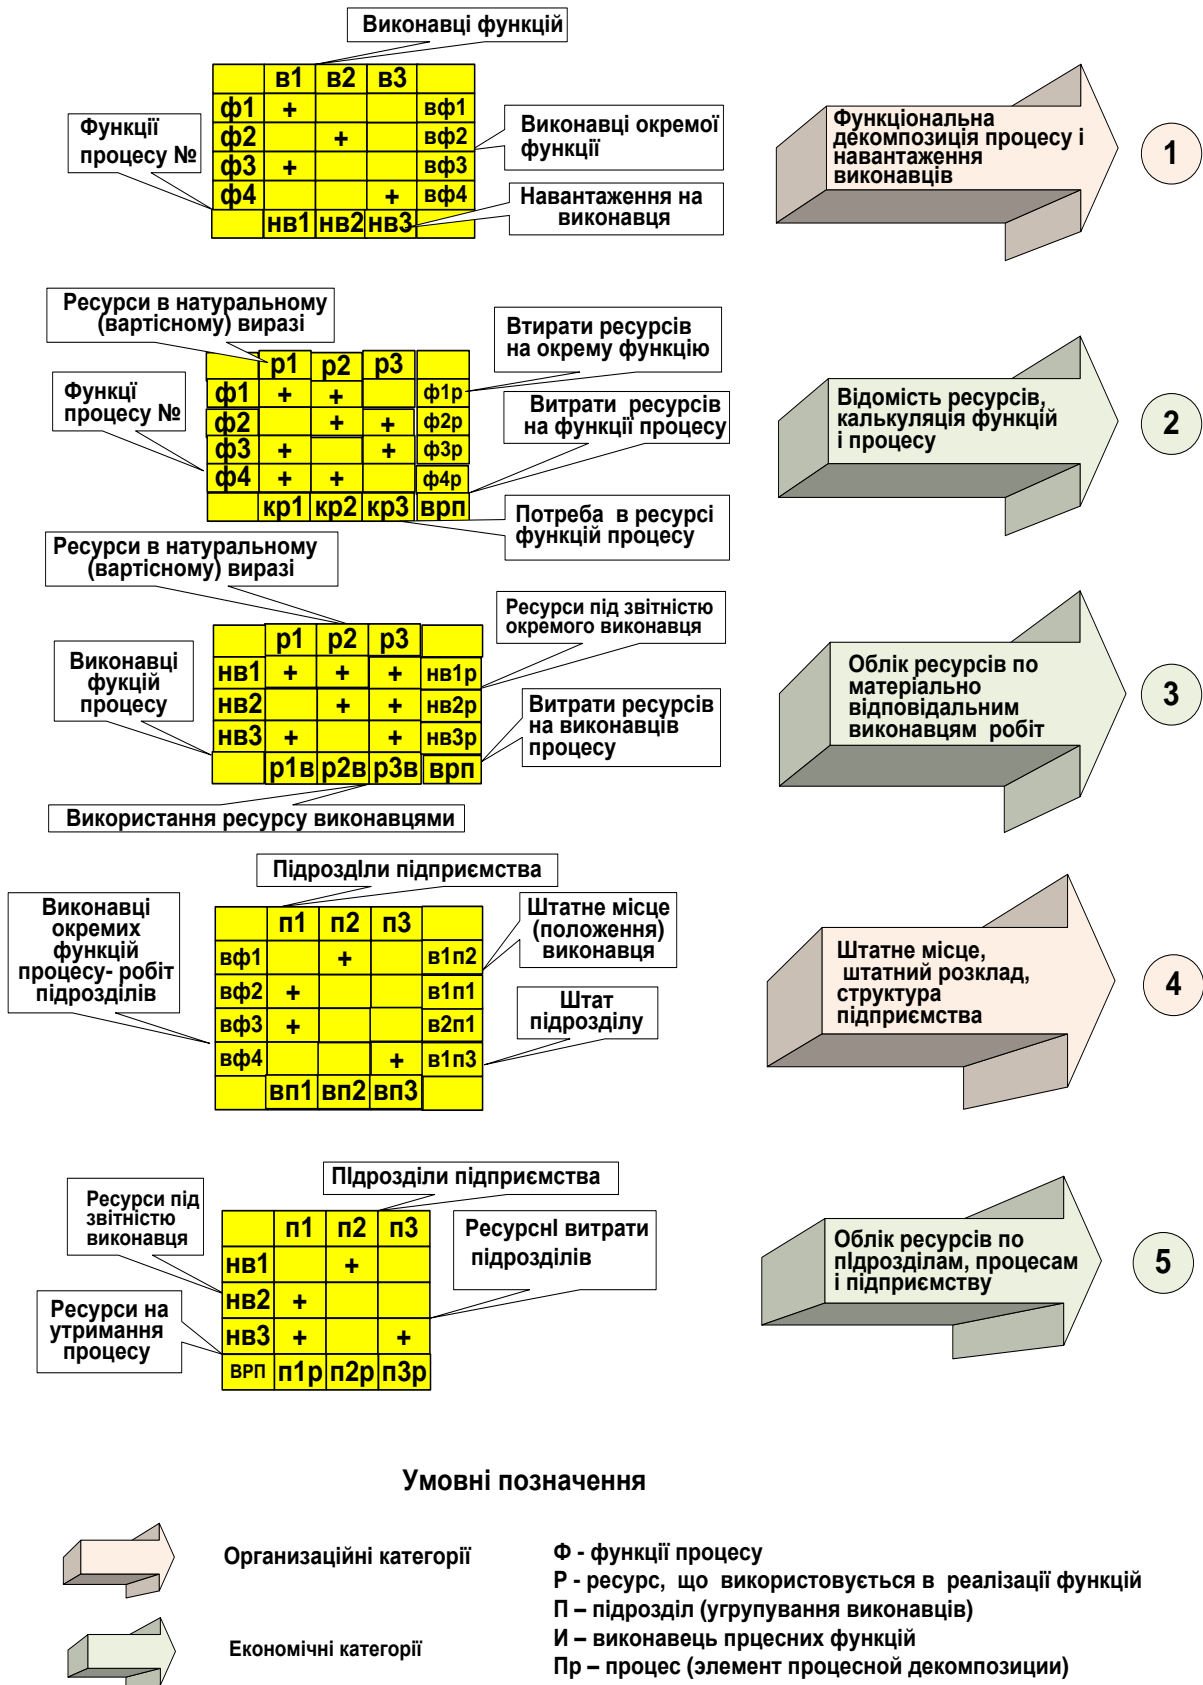 Виконавці функцій
в1 в2 в3
ф1 + вф1
ф2 + вф2
ф3 + вф3
ф4 + вф4
нв1 нв2 нв3
Функції
процесу №
Виконавці окремої
функції
Навантаження на
виконавця
Функціональна
декомпозиція процесу і
навантаження
виконавців
1
Ресурси в натуральному
(вартісному) виразі
р1 р2 р3
ф1 + + ф1р
ф2 + + ф2р
ф3 + + ф3р
ф4 + + ф4р
кр1 кр2 кр3 врп
Функцї
процесу №
Втирати ресурсів
на окрему функцію
Витрати ресурсів
на функції процесу
Потреба в ресурсі
функцій процесу
Відомість ресурсів,
калькуляція функцій
і процесу
2
Ресурси в натуральному
(вартісному) виразі
р1 р2 р3
нв1 + + + нв1р
нв2 + + нв2р
нв3 + + нв3р
р1в р2в р3в врп
Виконавці
фукцій
процесу
Ресурси під звітністю
окремого виконавця
Витрати ресурсів
на виконавців
процесу
Використання ресурсу виконавцями
Облік ресурсів по
матеріально
відповідальним
виконавцям робіт
3
ПідроздІли підприємства
п1 п2 п3
вф1 + в1п2
вф2 + в1п1
вф3 + в2п1
вф4 + в1п3
вп1 вп2 вп3
Виконавці
окремих
функцій
процесу- робіт
підрозділів
Штатне місце
(положення)
виконавця
Штат
підрозділу
Штатне місце,
штатний розклад,
структура
підприємства
4
ПІдрозділи підприємства
п1 п2 п3
нв1 +
нв2 +
нв3 + +
ВРП п1р п2р п3р
Ресурси під
звітністю
виконавця
Ресурси на
утримання
процесу
РесурснІ витрати
підрозділів
Облік ресурсів по
пІдрозділам, процесам
і підприємству
5
Умовні позначення
Организаційні категорії
Економічні категорії
Ф - функції процесу
Р - ресурс, що використовується в реалізації функцій
П – підрозділ (угрупування виконавців)
И – виконавець прцесних функцій
Пр – процес (элемент процесной декомпозиции)